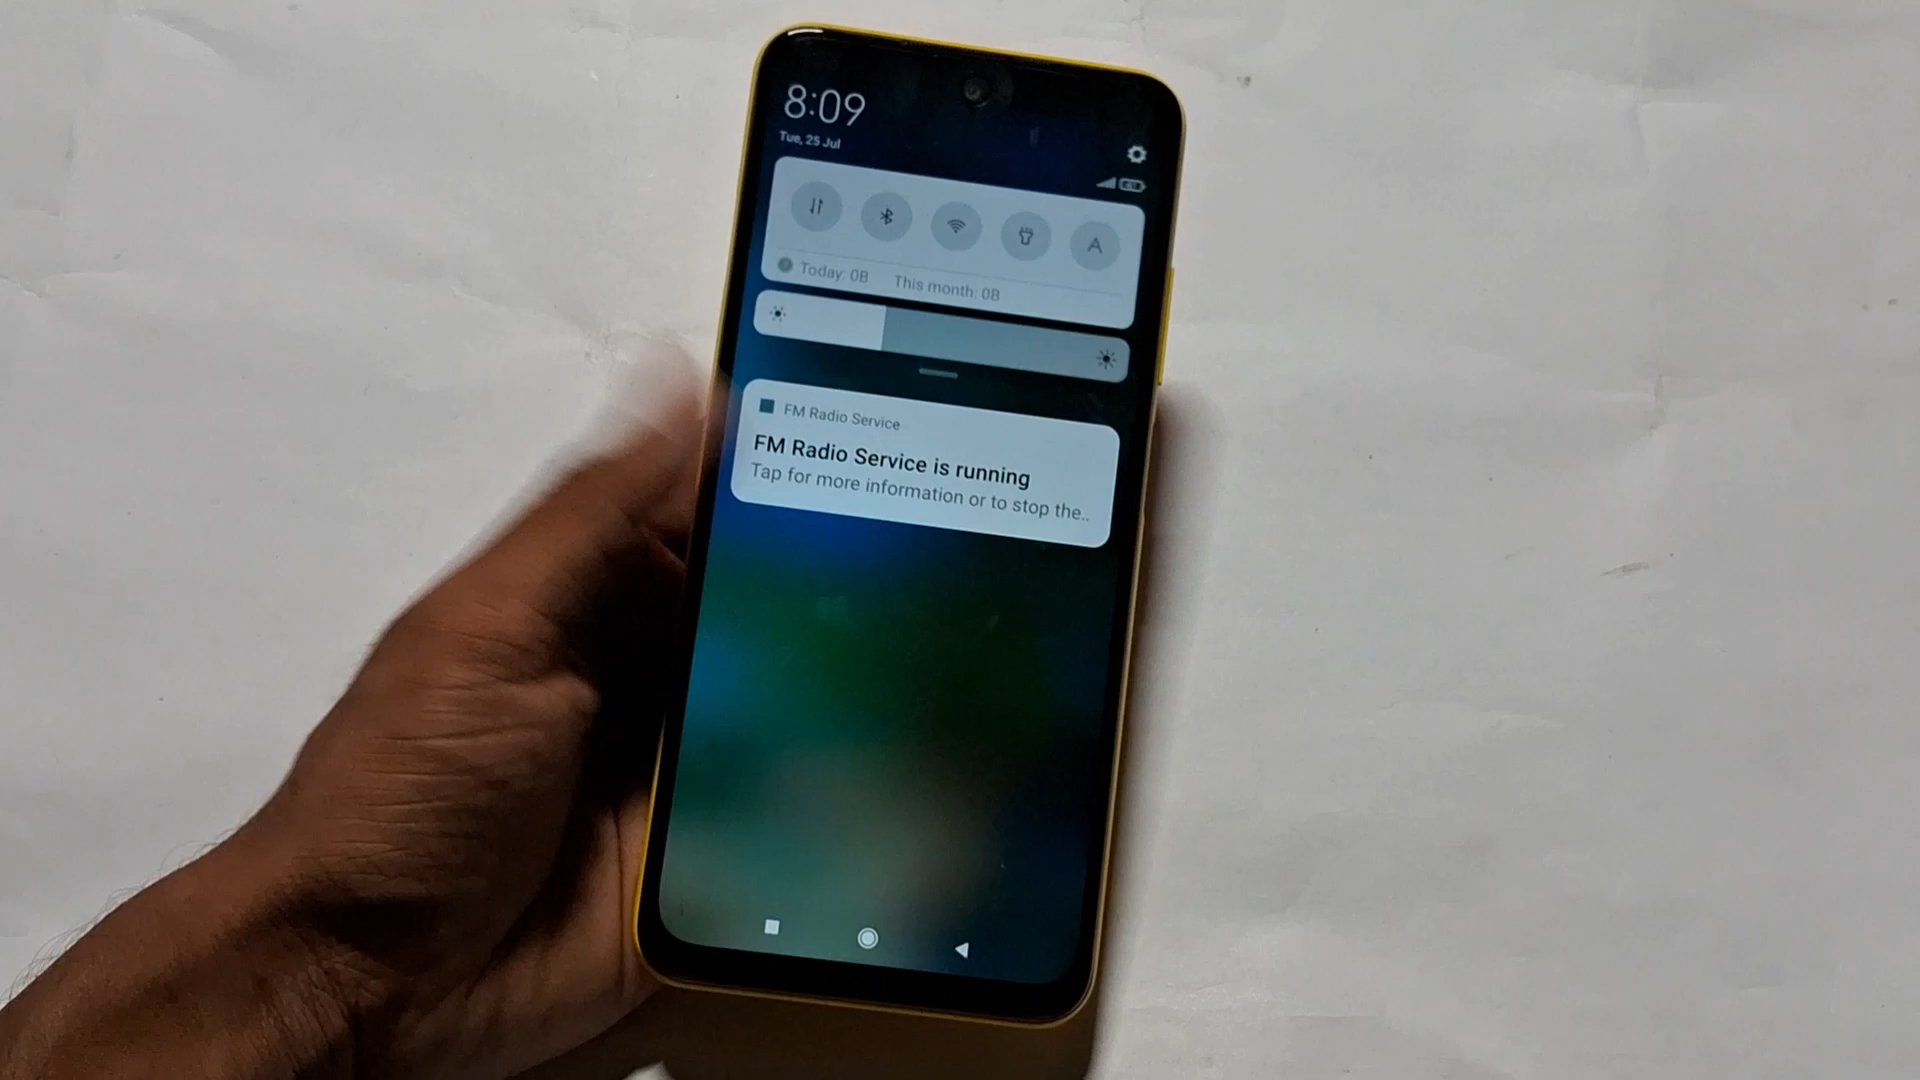 8:09
Tue, 25 Jul
A
Today: 0B This month: 0B
FM Radio Service
FM Radio Service is running
Tap for more information or to stop the..